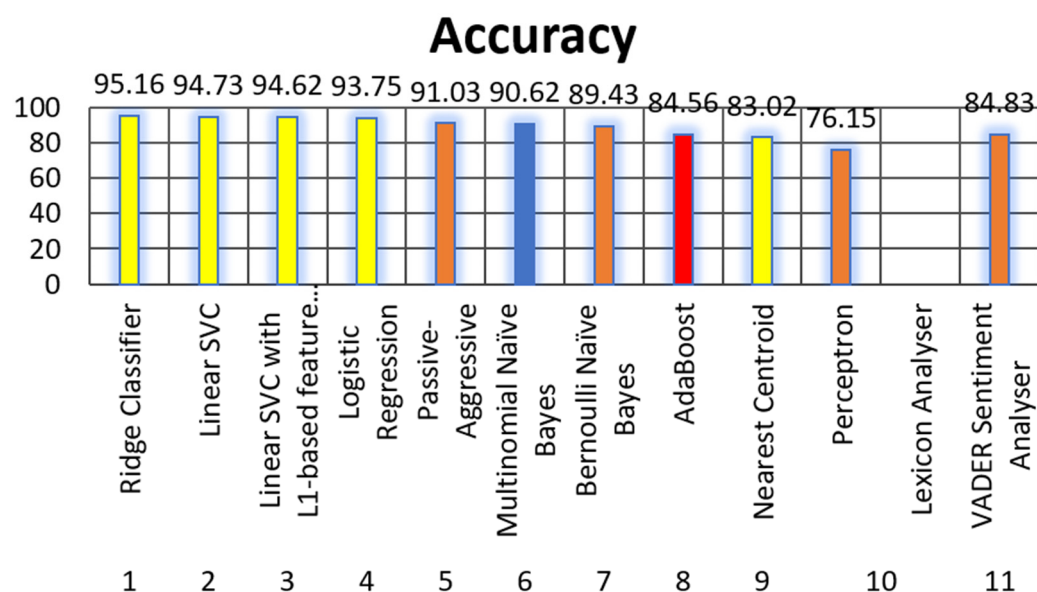 Accuracy
95.16 94.73 94.62 93.75 91.03 90.62 89.43 84.56 83.02 76.15 84.83
100
80
60
40
20
0
Ridge Classifier
Linear SVC
Linear SVC with
L1-based feature...
Logistic
Regression
Passive-
Aggressive
Multinomial Naïve
Bayes
Bernoulli Naïve
Bayes
AdaBoost
Nearest Centroid
Perceptron
Lexicon Analyser
VADER Sentiment
Analyser
1 2 3 4 5 6 7 8 9 10 11